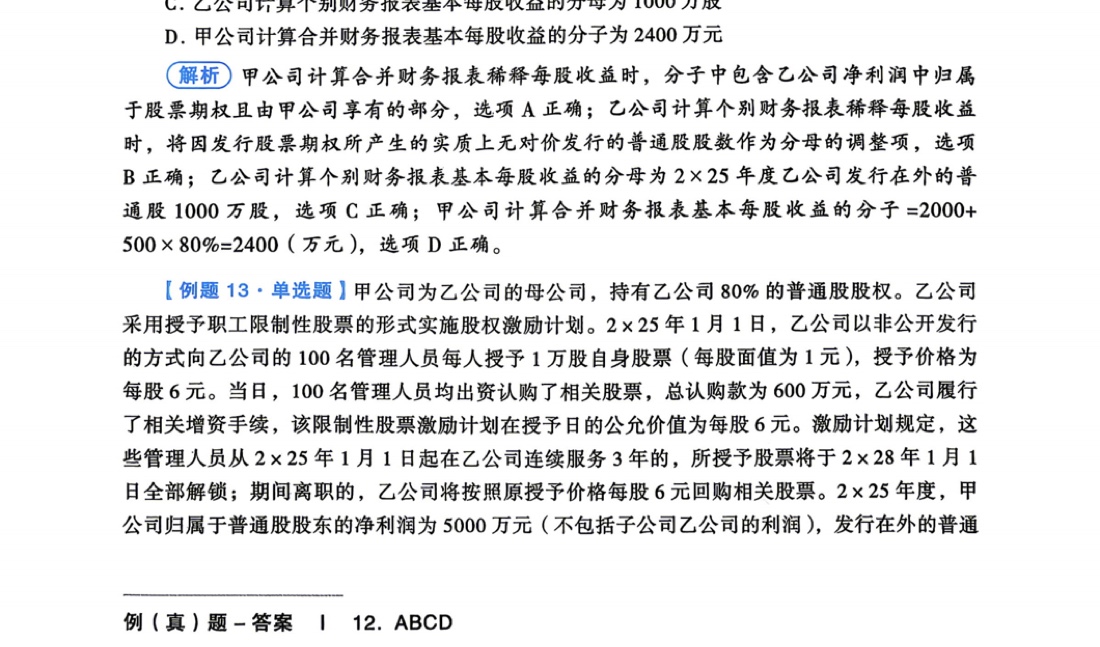 C. 乙公司计算个别财务报表基本每股收益的分母为 1000 万股
D. 甲公司计算合并财务报表基本每股收益的分子为 2400 万元
解析 甲公司计算合并财务报表稀释每股收益时，分子中包含乙公司净利润中归属
于股票期权且由甲公司享有的部分，选项 A 正确；乙公司计算个别财务报表稀释每股收益
时，将因发行股票期权所产生的实质上无对价发行的普通股股数作为分母的调整项，选项
B 正确；乙公司计算个别财务报表基本每股收益的分母为 2×25 年度乙公司发行在外的普
通股 1000 万股，选项 C 正确；甲公司计算合并财务报表基本每股收益的分子 =2000+
500×80%=2400（万元），选项 D 正确。
【例题 13·单选题】甲公司为乙公司的母公司，持有乙公司 80% 的普通股股权。乙公司
采用授予职工限制性股票的形式实施股权激励计划。2×25 年 1 月 1 日，乙公司以非公开发行
的方式向乙公司的 100 名管理人员每人授予 1 万股自身股票（每股面值为 1 元），授予价格为
每股 6 元。当日，100 名管理人员均出资认购了相关股票，总认购款为 600 万元，乙公司履行
了相关增资手续，该限制性股票激励计划在授予日的公允价值为每股 6 元。激励计划规定，这
些管理人员从 2×25 年 1 月 1 日起在乙公司连续服务 3 年的，所授予股票将于 2×28 年 1 月 1
日全部解锁；期间离职的，乙公司将按照原授予价格每股 6 元回购相关股票。2×25 年度，甲
公司归属于普通股股东的净利润为 5000 万元（不包括子公司乙公司的利润），发行在外的普通
例（真）题－答案 | 12. ABCD